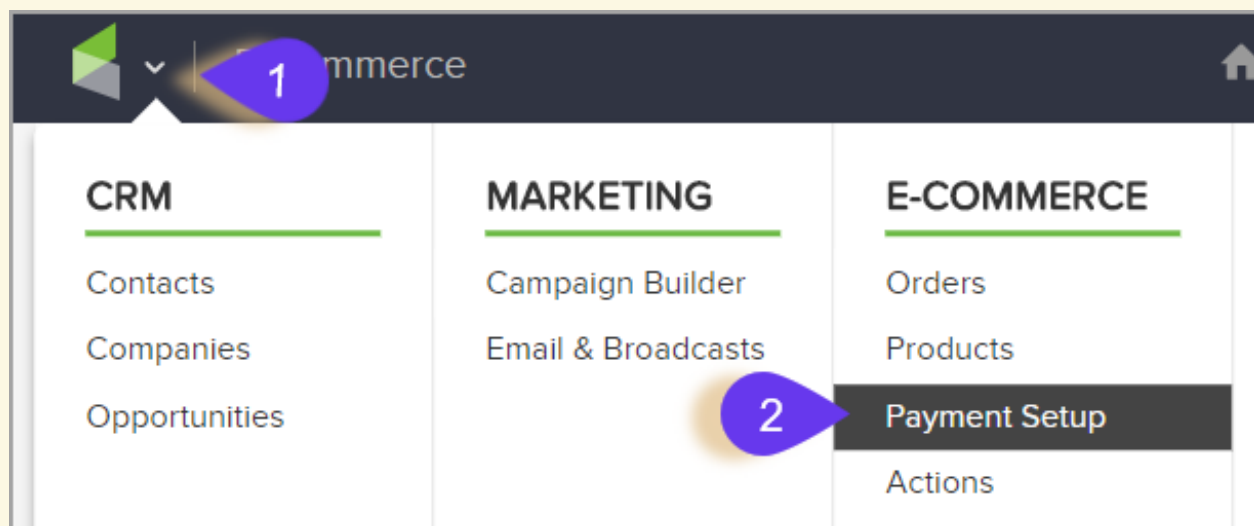 1 mmerce
CRM
Contacts
Companies
Opportunities
MARKETING
Campaign Builder
Email & Broadcasts
E-COMMERCE
Orders
Products
2 Payment Setup
Actions